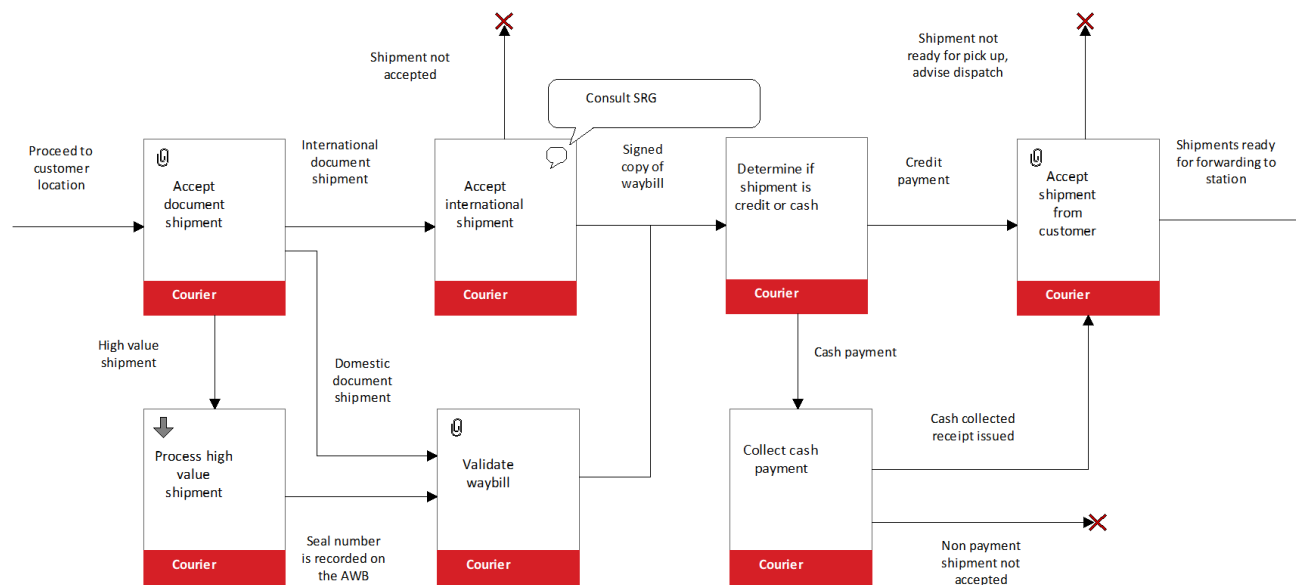 Shipment not
accepted
Shipment not
ready for pick up,
advise dispatch
Consult SRG
Proceed to
customer
location
Accept
document
shipment
Courier
International
document
shipment
Accept
international
shipment
Courier
Signed
copy of
waybill
Determine if
shipment is
credit or cash
Courier
Credit
payment
Accept
shipment
from
customer
Courier
Shipments ready
for forwarding to
station
High value
shipment
Domestic
document
shipment
Cash payment
Process high
value
shipment
Courier
Seal number
is recorded on
the AWB
Validate
waybill
Courier
Collect cash
payment
Courier
Cash collected
receipt issued
Non payment
shipment not
accepted